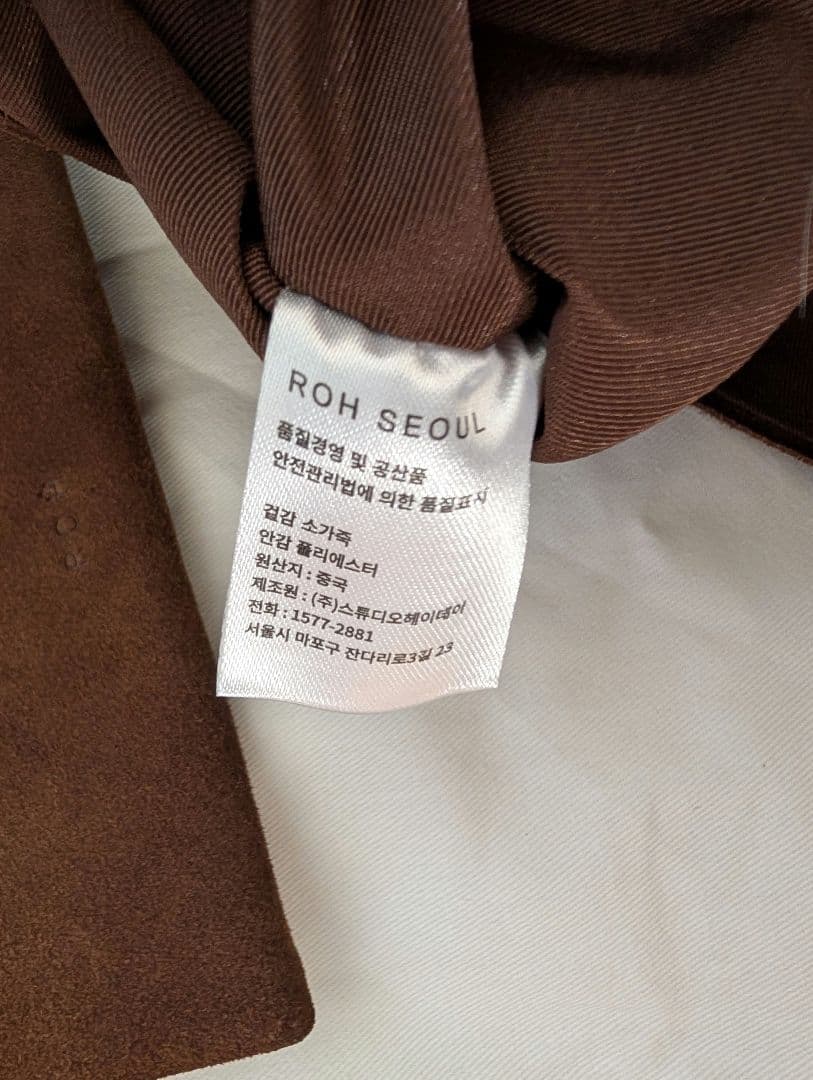 ROH SEOUL
품질경영 및 공산품
안전관리법에 의한 품질표시
겉감 소가죽
안감 폴리에스터
원산지 : 중국
제조원 : (주)스튜디오헤이데이
전화 : 1577-2881
서울시 마포구 잔다리로3길 23